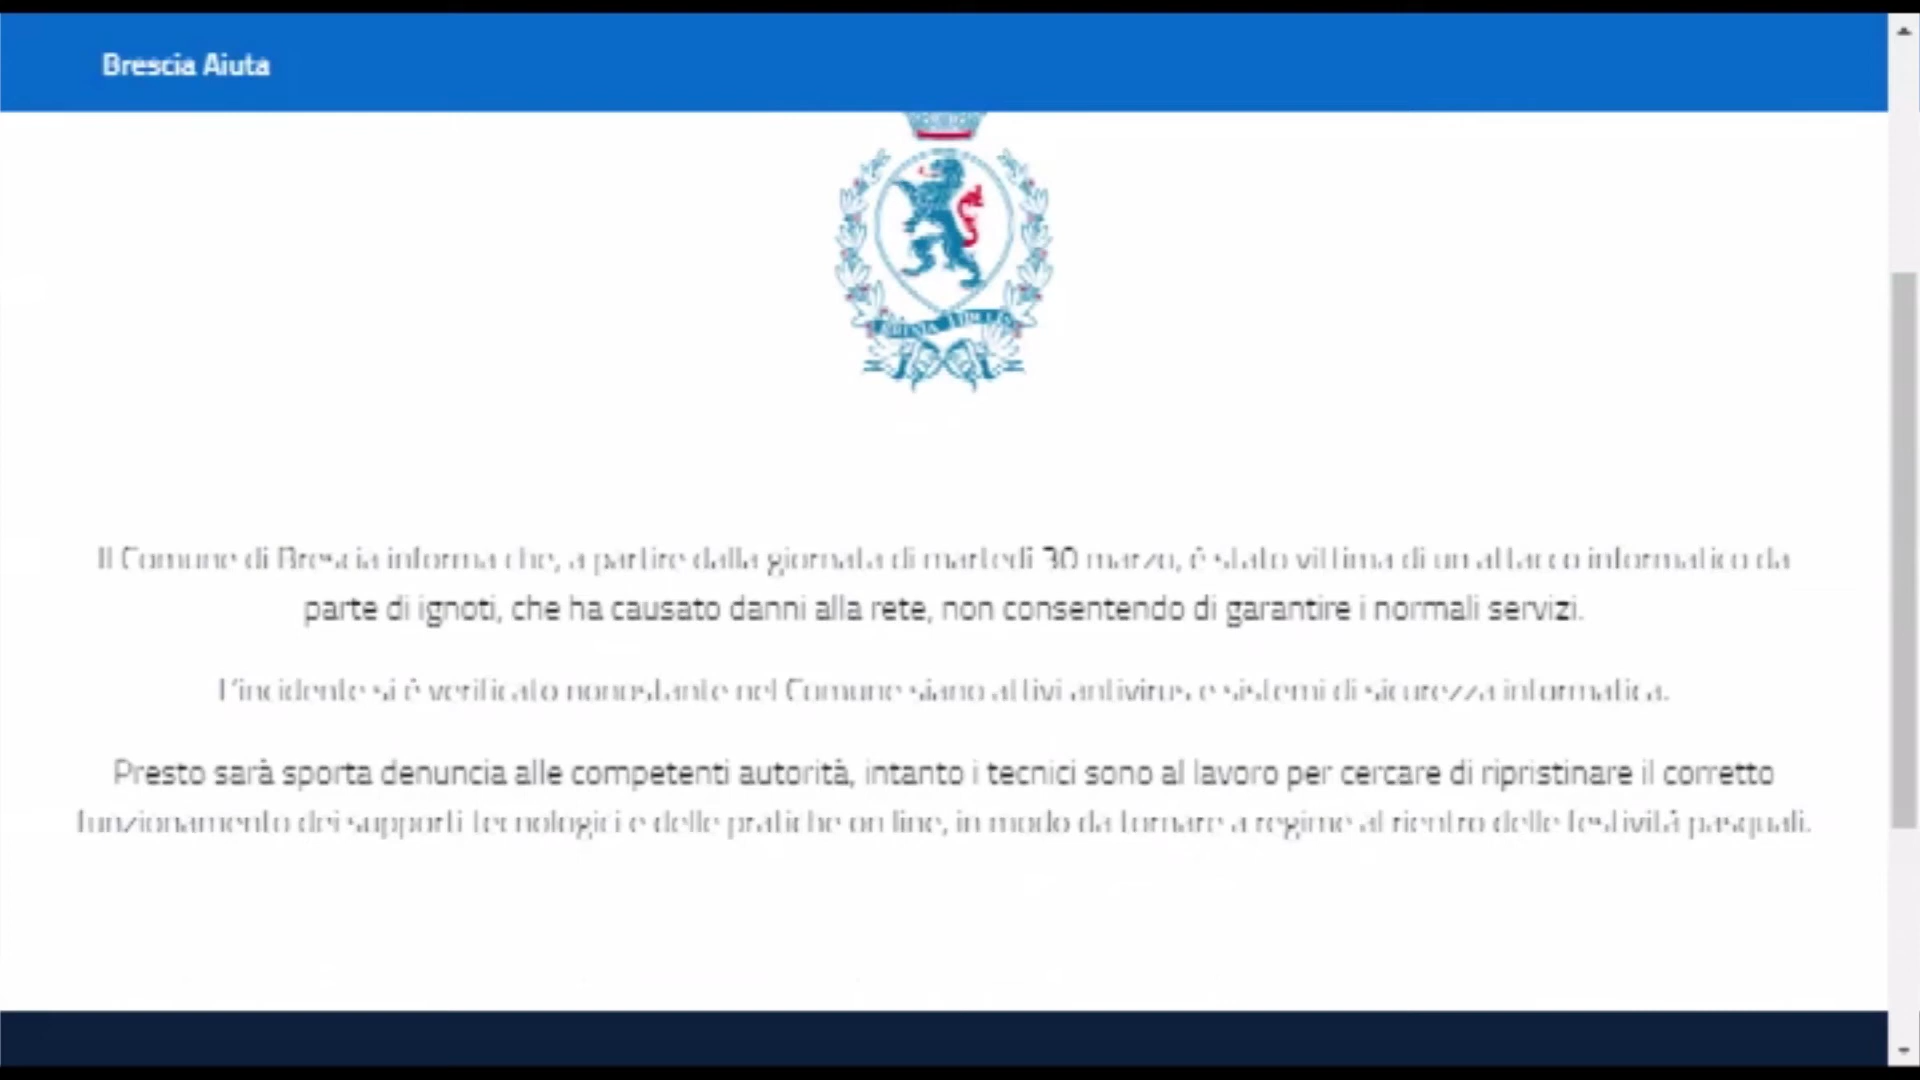 Brescia Aiuta
Il Comune di Brescia informa che, a partire dalla giornata di martedì 30 marzo, è stato vittima di un attacco informatico da
parte di ignoti, che ha causato danni alla rete, non consentendo di garantire i normali servizi.
L'incidente si è verificato nonostante nel Comune siano attivi antivirus e sistemi di sicurezza informatica.
Presto sarà sporta denuncia alle competenti autorità, intanto i tecnici sono al lavoro per cercare di ripristinare il corretto
funzionamento dei supporti tecnologici e delle pratiche on line, in modo da tornare a regime al rientro delle festività pasquali.